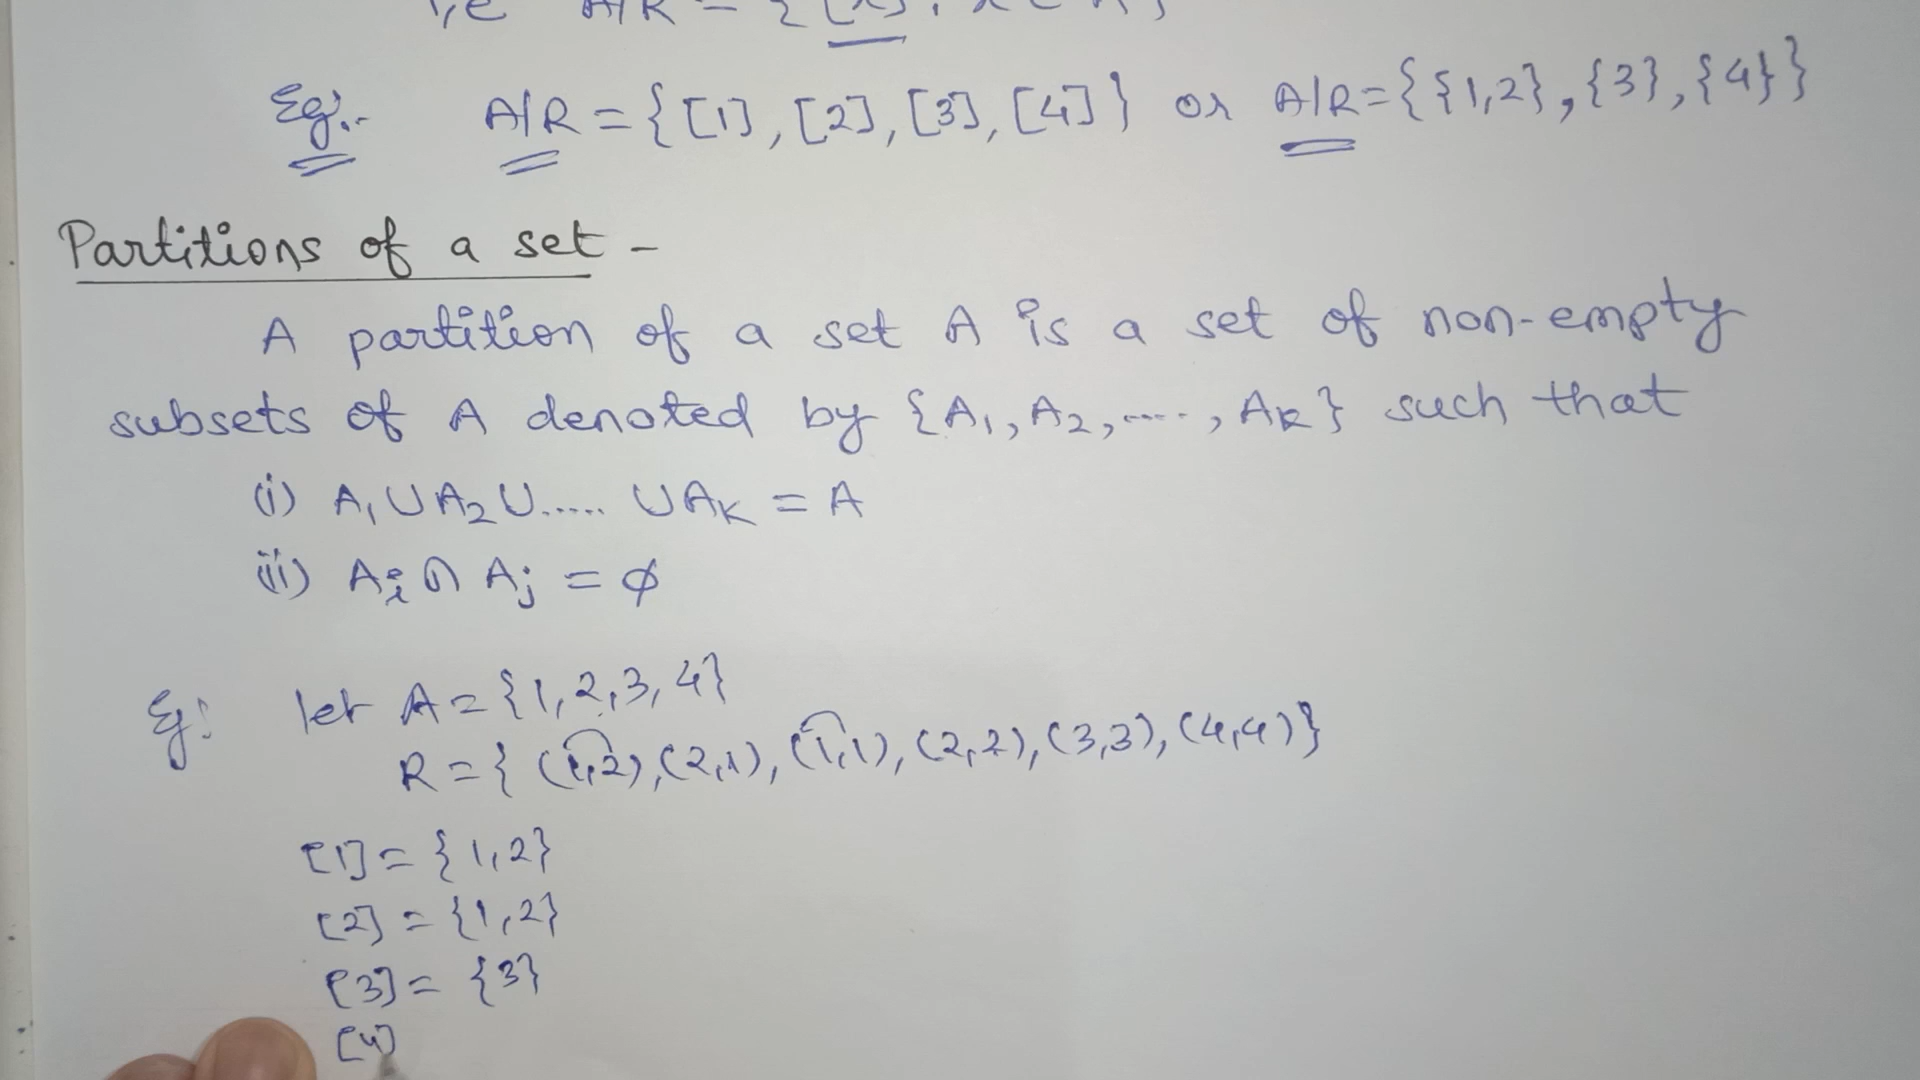 i,e A/R = {[x] : x ∈ A}
Eg:- A/R = { [1], [2], [3], [4] } or A/R = { {1,2}, {3}, {4} }
Partitions of a set -
A partition of a set A is a set of non-empty
subsets of A denoted by {A₁, A₂, ...., Aₖ} such that
(i) A₁ ∪ A₂ ∪ ..... ∪ Aₖ = A
(ii) Aᵢ ∩ Aⱼ = ϕ
Eg: let A = {1,2,3,4}
R = { (1,2), (2,1), (1,1), (2,2), (3,3), (4,4) }
[1] = {1,2}
[2] = {1,2}
[3] = {3}
[4]